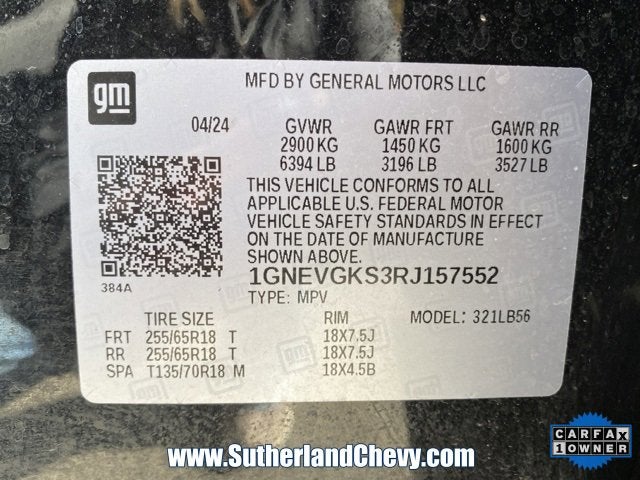 gm
MFD BY GENERAL MOTORS LLC
04/24 GVWR GAWR FRT GAWR RR
2900 KG 1450 KG 1600 KG
6394 LB 3196 LB 3527 LB
THIS VEHICLE CONFORMS TO ALL
APPLICABLE U.S. FEDERAL MOTOR
VEHICLE SAFETY STANDARDS IN EFFECT
ON THE DATE OF MANUFACTURE
SHOWN ABOVE.
384A
1GNEVGKS3RJ157552
TYPE: MPV
TIRE SIZE RIM MODEL: 321LB56
FRT 255/65R18 T 18X7.5J
RR 255/65R18 T 18X7.5J
SPA T135/70R18 M 18X4.5B
www.SutherlandChevy.com
CARFAX
1 OWNER